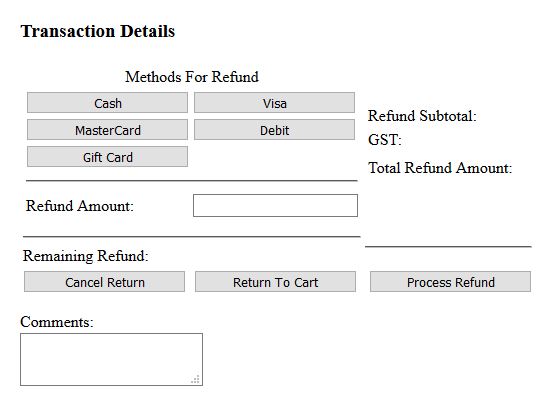 Transaction Details
Methods For Refund
Cash
Visa
MasterCard
Debit
Gift Card
Refund Subtotal:
GST:
Total Refund Amount:
Refund Amount:
Remaining Refund:
Cancel Return
Return To Cart
Process Refund
Comments: